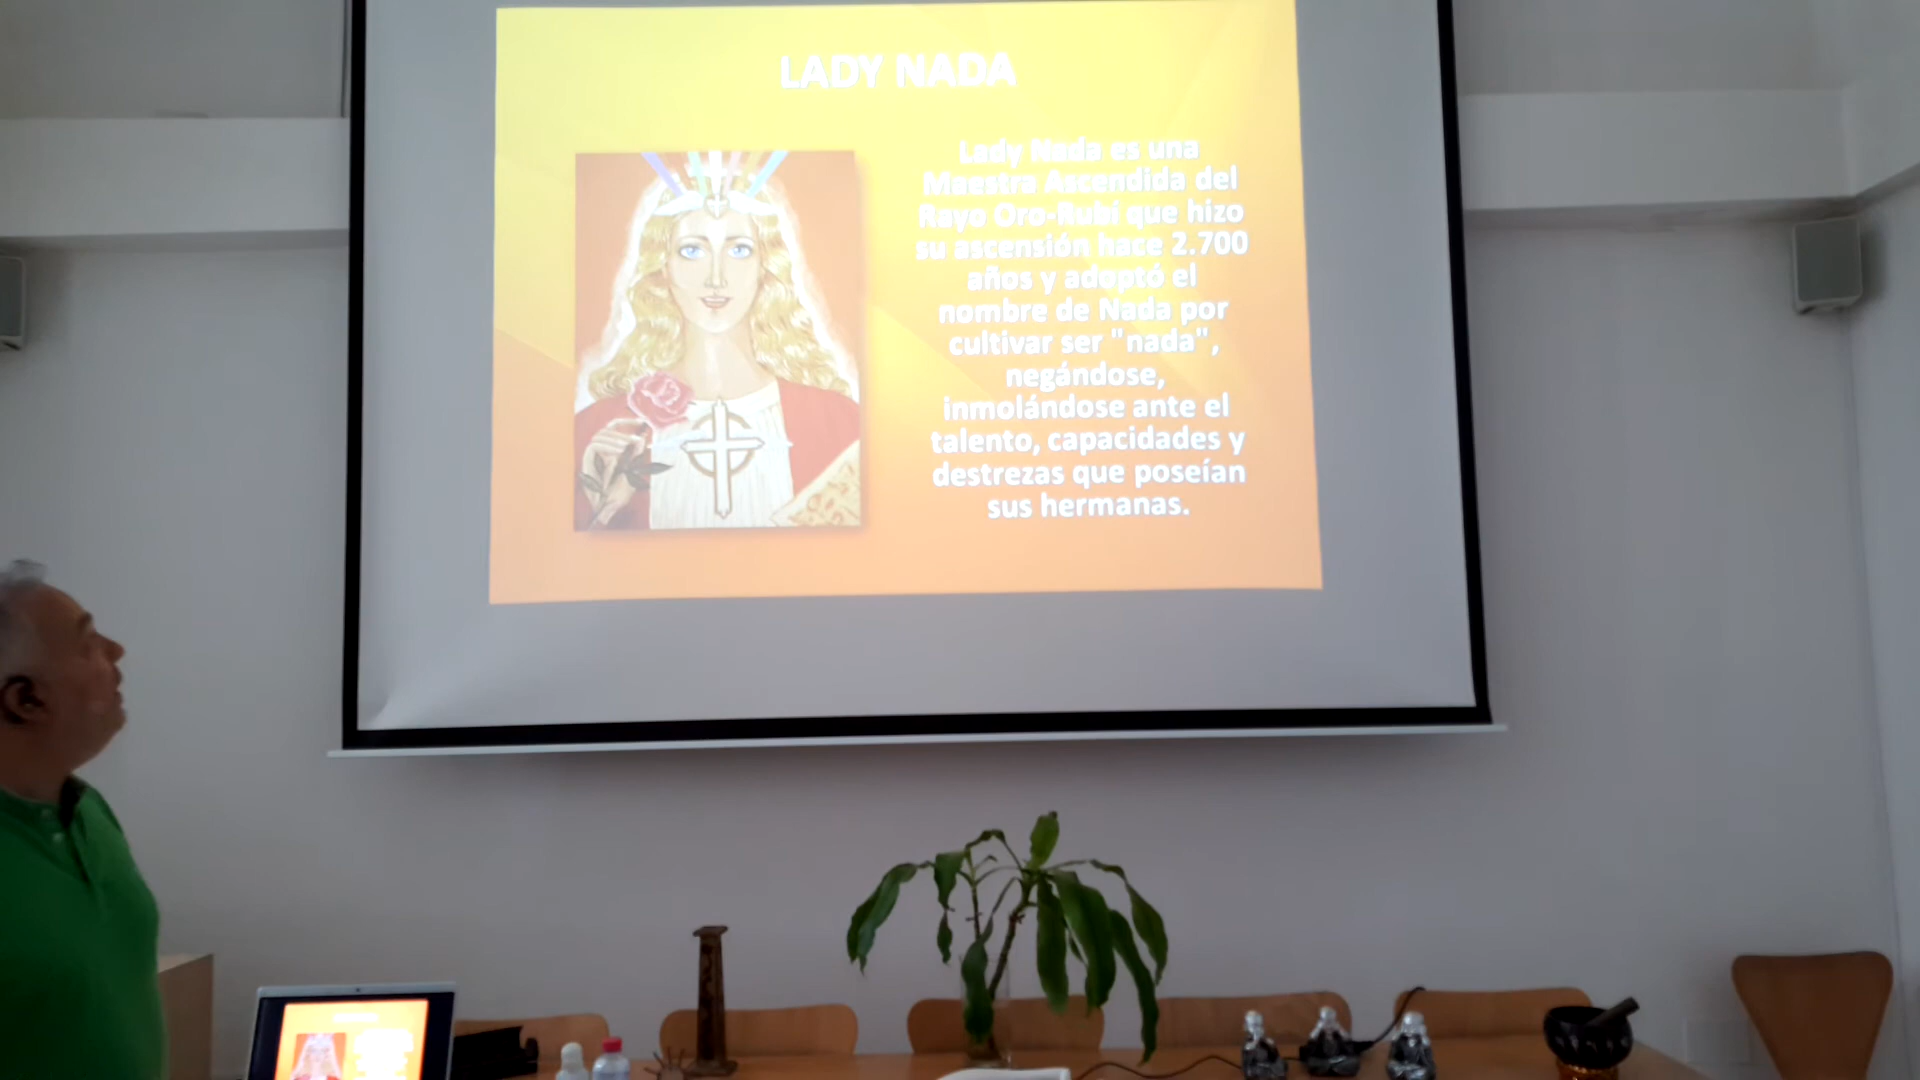 LADY NADA
Lady Nada es una
Maestra Ascendida del
Rayo Oro-Rubí que hizo
su ascensión hace 2.700
años y adoptó el
nombre de Nada por
cultivar ser "nada",
negándose,
inmolándose ante el
talento, capacidades y
destrezas que poseían
sus hermanas.